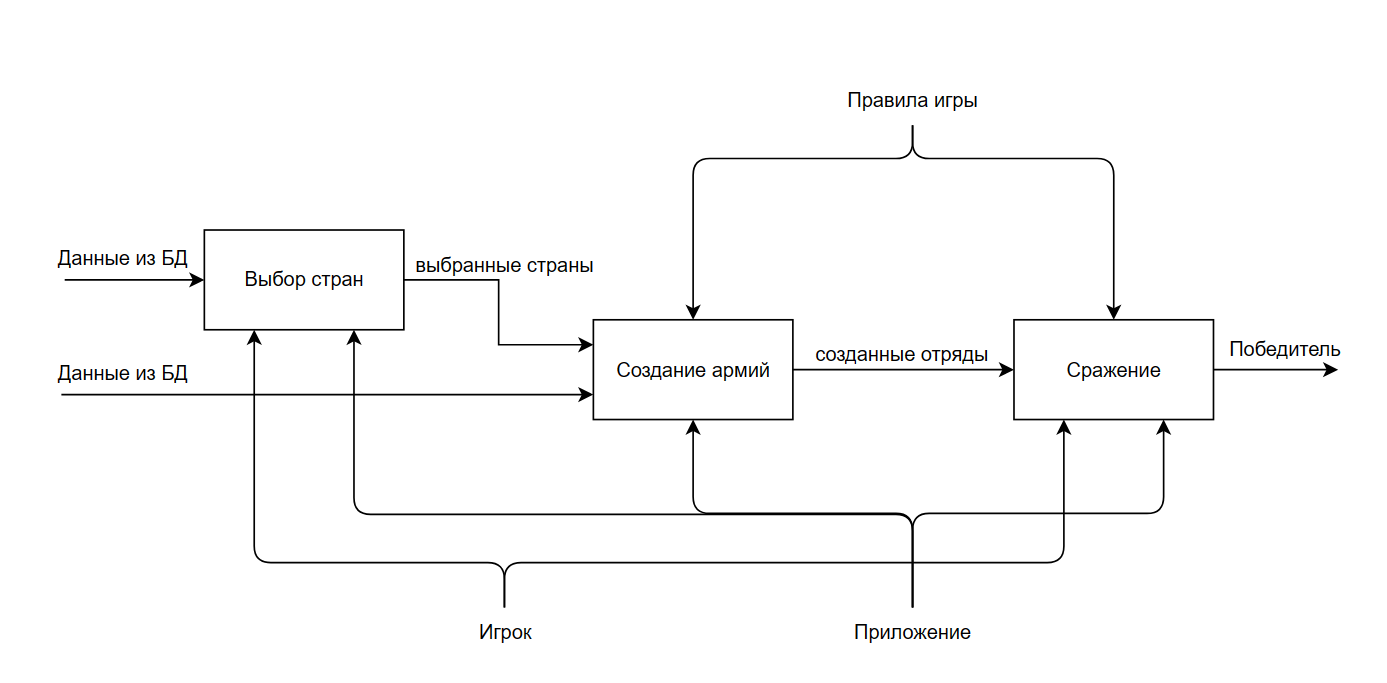 Правила игры
Данные из БД
Выбор стран
выбранные страны
Данные из БД
Создание армий
созданные отряды
Сражение
Победитель
Игрок
Приложение